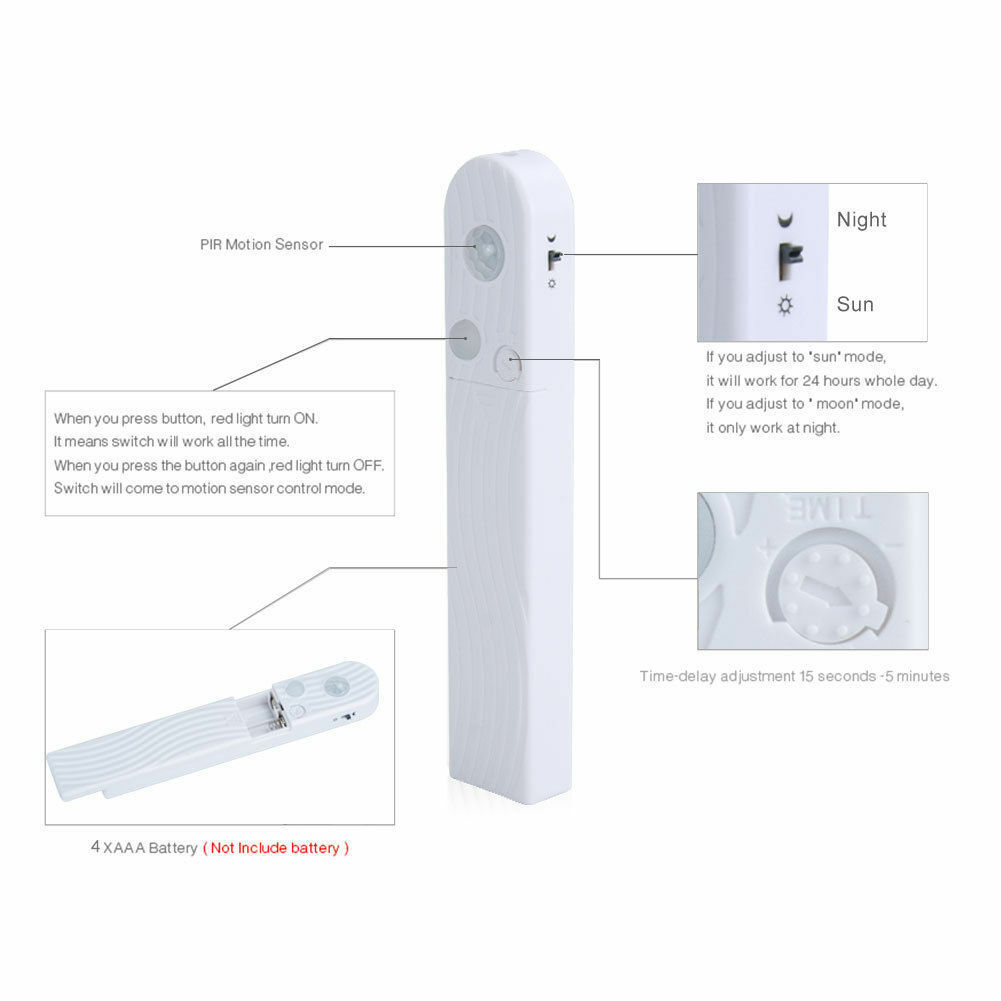 PIR Motion Sensor
Night
Sun
If you adjust to "sun" mode,
it will work for 24 hours whole day.
If you adjust to " moon" mode,
it only work at night.
When you press button, red light turn ON.
It means switch will work all the time.
When you press the button again ,red light turn OFF.
Switch will come to motion sensor control mode.
TIME
+ -
Time-delay adjustment 15 seconds -5 minutes
4 XAAA Battery ( Not Include battery )